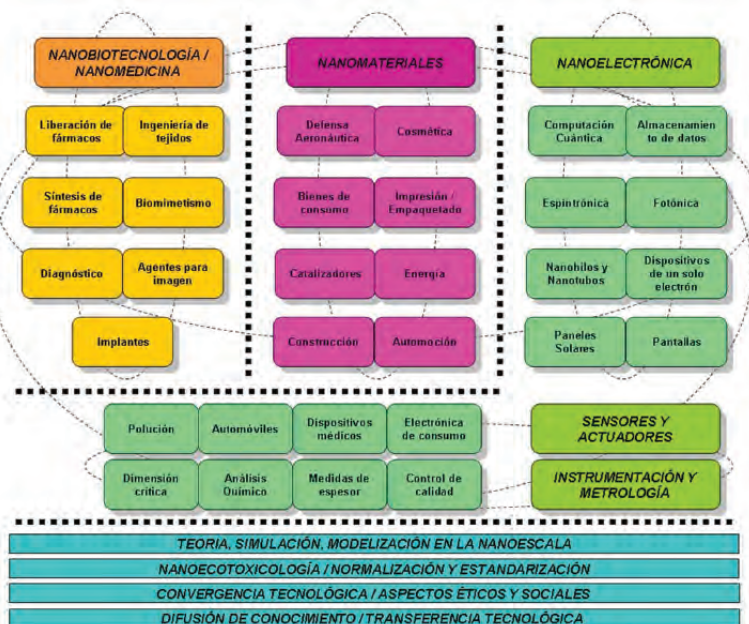 NANOBIOTECNOLOGÍA /
NANOMEDICINA
Liberación de
fármacos
Ingeniería de
tejidos
Síntesis de
fármacos
Biomimetismo
Diagnóstico
Agentes para
imagen
Implantes
NANOMATERIALES
Defensa
Aeronáutica
Cosmética
Bienes de
consumo
Impresión /
Empaquetado
Catalizadores
Energía
Construcción
Automoción
NANOELECTRÓNICA
Computación
Cuántica
Almacenamien
to de datos
Espintrónica
Fotónica
Nanohilos y
Nanotubos
Dispositivos
de un solo
electrón
Paneles
Solares
Pantallas
Polución
Automóviles
Dispositivos
médicos
Electrónica
de consumo
SENSORES Y
ACTUADORES
Dimensión
crítica
Análisis
Químico
Medidas de
espesor
Control de
calidad
INSTRUMENTACIÓN Y
METROLOGÍA
TEORIA, SIMULACIÓN, MODELIZACIÓN EN LA NANOESCALA
NANOECOTOXICOLOGÍA / NORMALIZACIÓN Y ESTANDARIZACIÓN
CONVERGENCIA TECNOLÓGICA / ASPECTOS ÉTICOS Y SOCIALES
DIFUSIÓN DE CONOCIMIENTO / TRANSFERENCIA TECNOLÓGICA